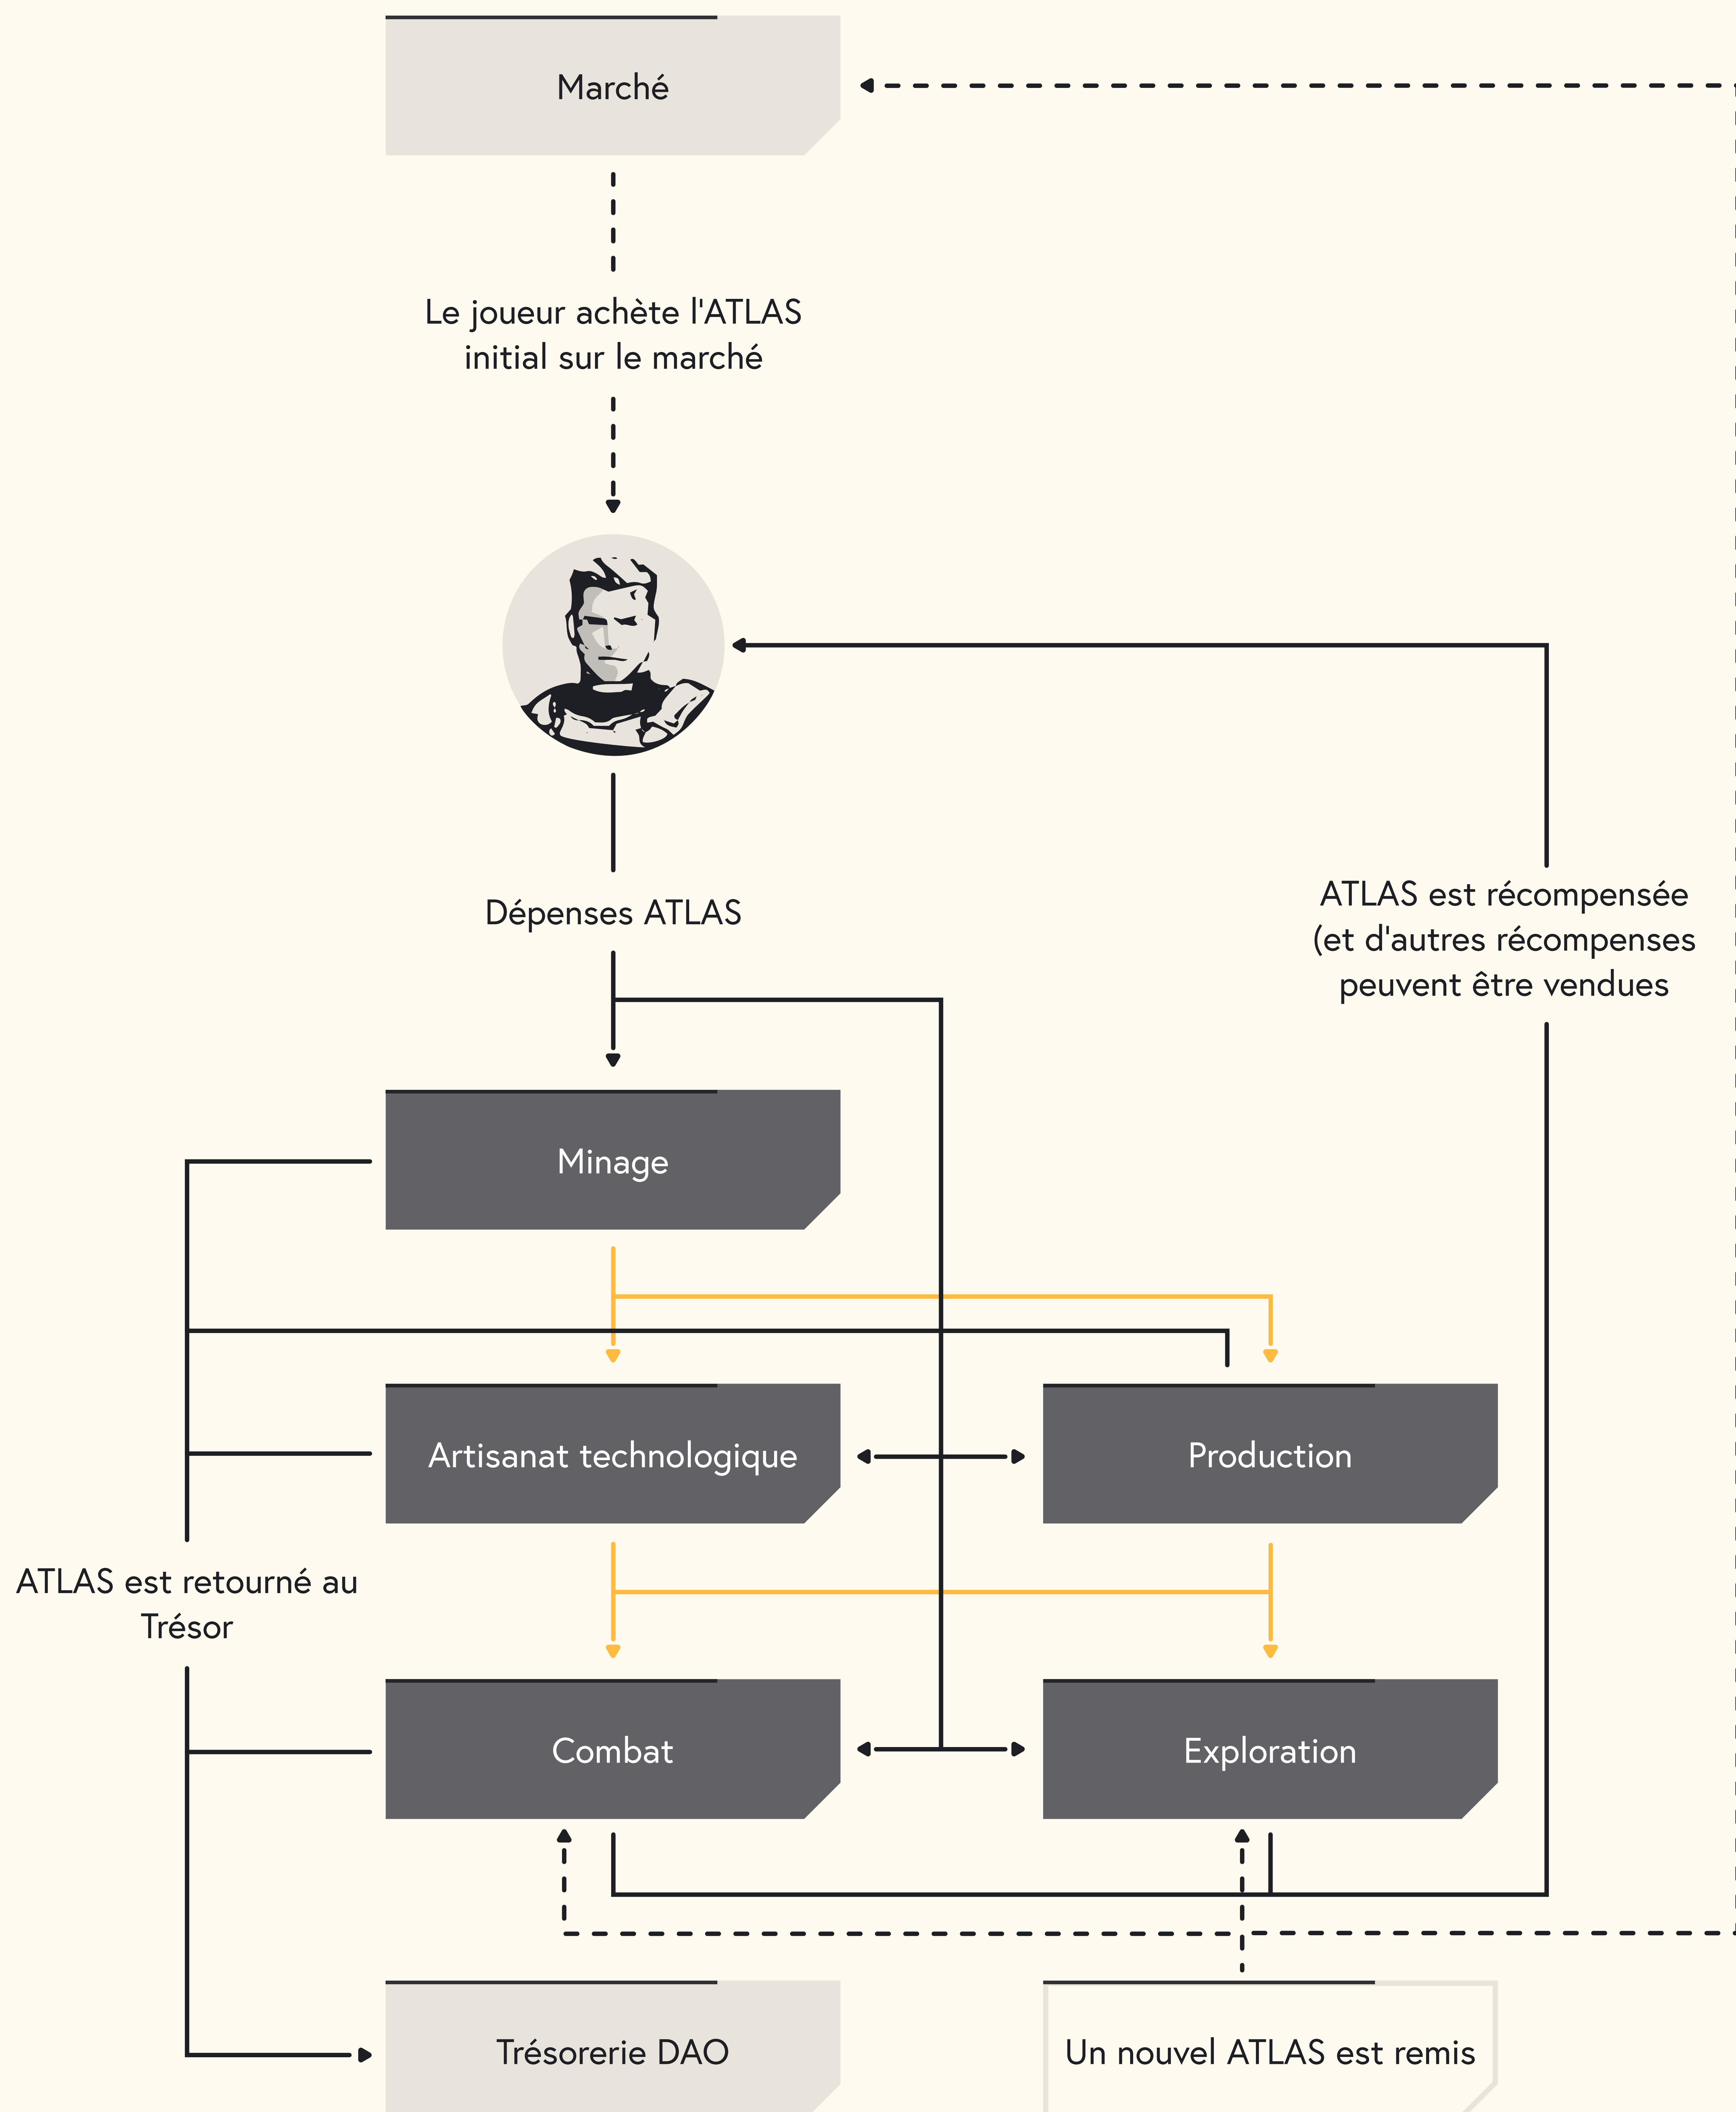 Marché
Le joueur achète l'ATLAS
initial sur le marché
Dépenses ATLAS
ATLAS est récompensée
(et d'autres récompenses
peuvent être vendues
Minage
Artisanat technologique
Production
ATLAS est retourné au
Trésor
Combat
Exploration
Trésorerie DAO
Un nouvel ATLAS est remis